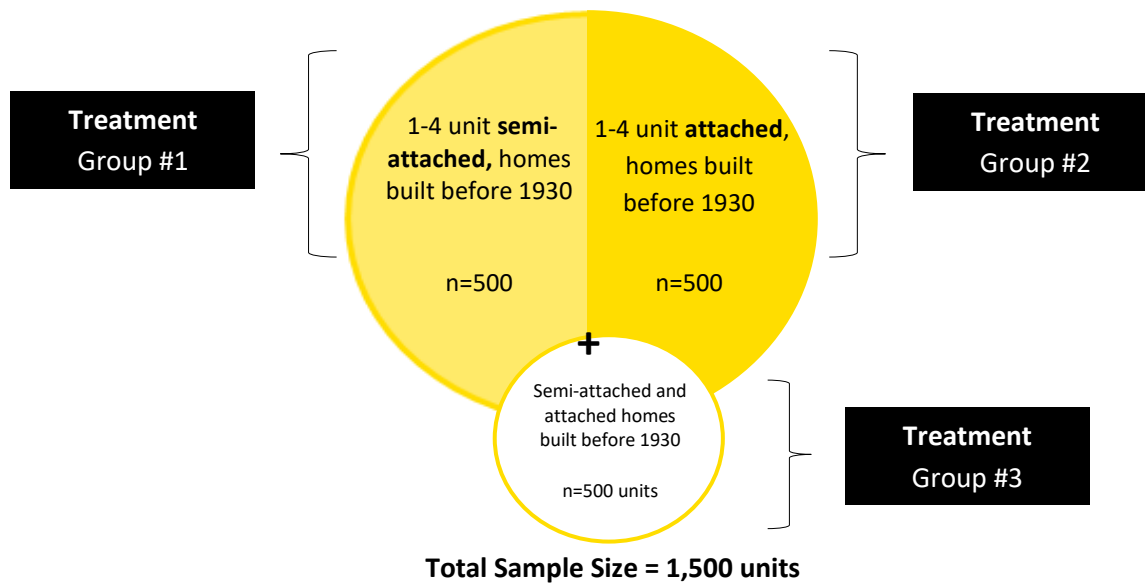 Treatment
Group #1
1-4 unit semi-
attached, homes
built before 1930
n=500
1-4 unit attached,
homes built
before 1930
n=500
Treatment
Group #2
+
Semi-attached and
attached homes
built before 1930
n=500 units
Treatment
Group #3
Total Sample Size = 1,500 units